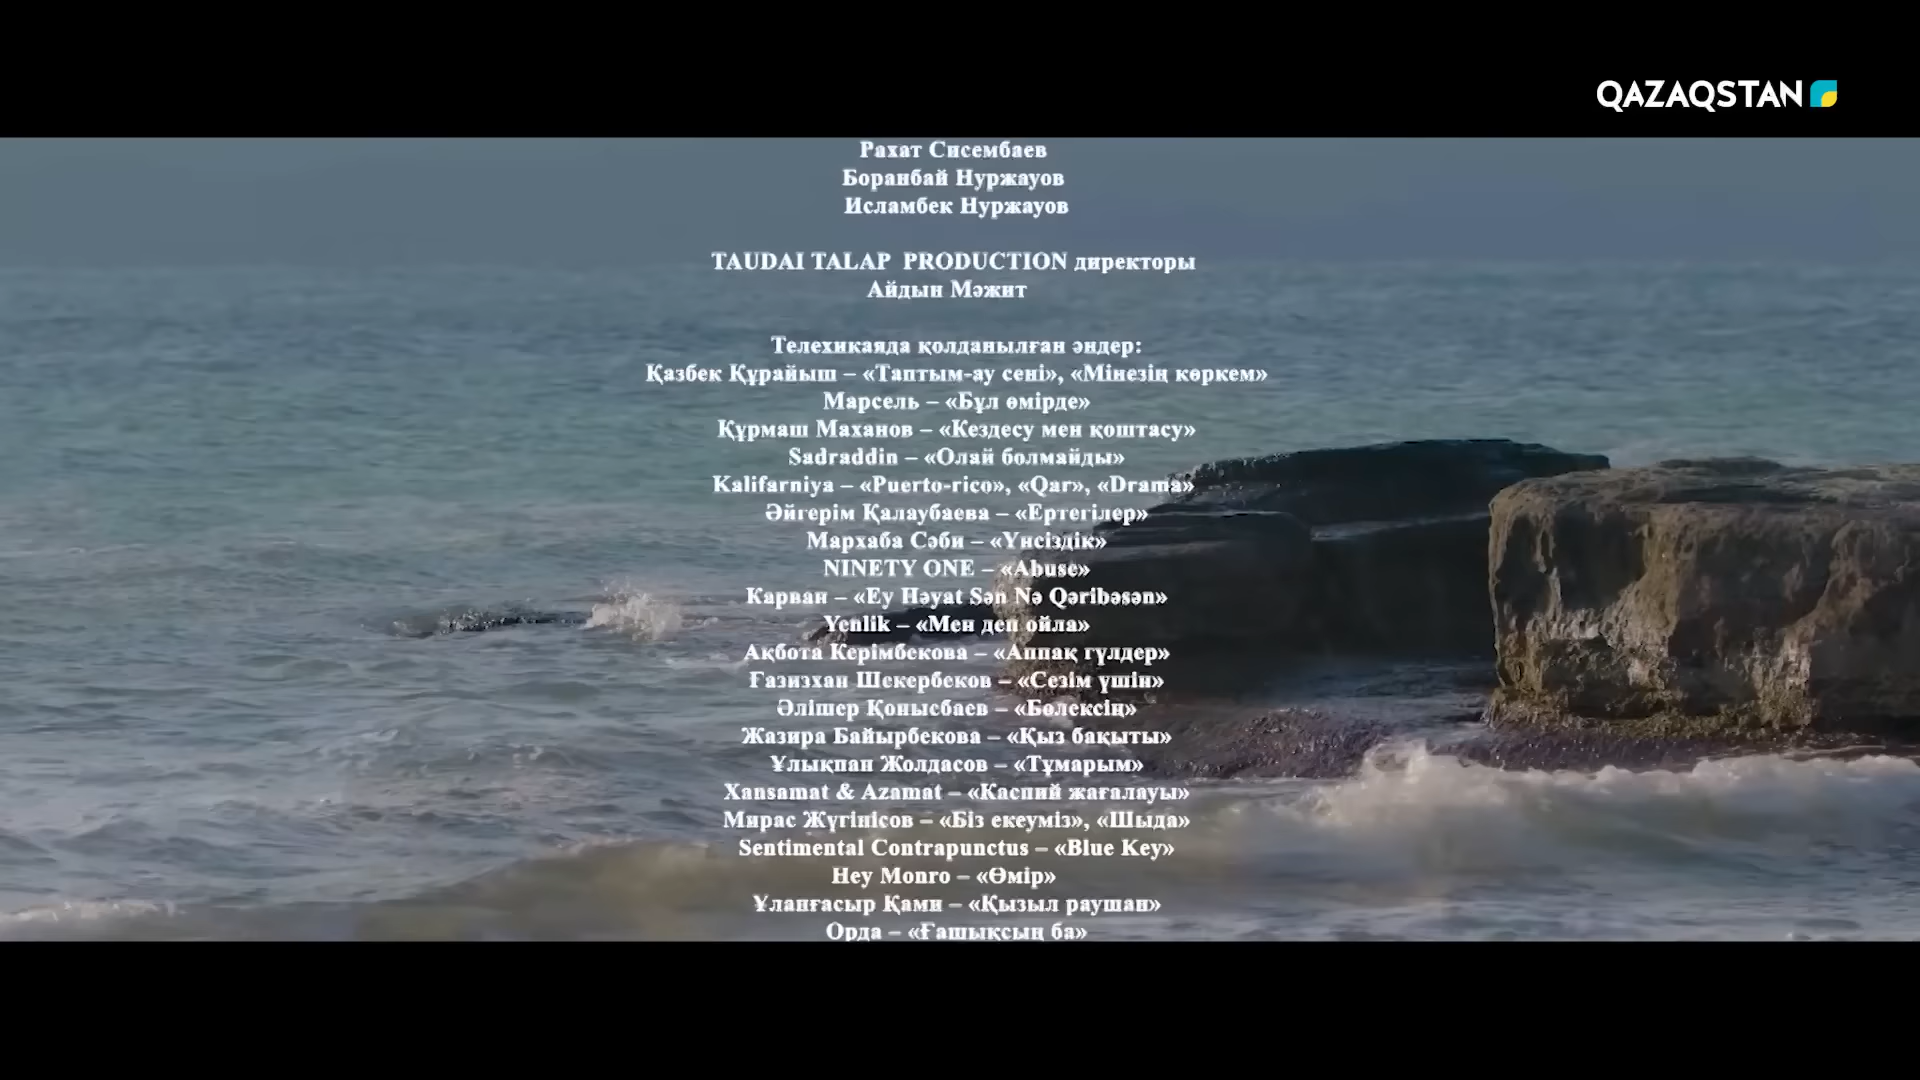 QAZAQSTAN
Рахат Сисембаев
Боранбай Нуржауов
Исламбек Нуржауов
TAUDAI TALAP PRODUCTION директоры
Айдын Мәжит
Телехикаяда қолданылған әндер:
Қазбек Құрайыш – «Таптым-ау сені», «Мінезің көркем»
Марсель – «Бұл өмірде»
Құрмаш Маханов – «Кездесу мен қоштасу»
Sadraddin – «Олай болмайды»
Kalifarniya – «Puerto-rico», «Qar», «Drama»
Әйгерім Қалаубаева – «Ертегілер»
Мархаба Сәби – «Үнсіздік»
NINETY ONE – «Abuse»
Карван – «Ey Həyat Sən Nə Qəribəsən»
Yenlik – «Мен деп ойла»
Ақбота Керімбекова – «Аппақ гүлдер»
Ғазизхан Шекербеков – «Сезім үшін»
Әлішер Қонысбаев – «Бөлексің»
Жазира Байырбекова – «Қыз бақыты»
Ұлықпан Жолдасов – «Тұмарым»
Xansamat & Azamat – «Каспий жағалауы»
Мирас Жүгінісов – «Біз екеуміз», «Шыда»
Sentimental Contrapunctus – «Blue Key»
Hey Monro – «Өмір»
Ұланғасыр Қами – «Қызыл раушан»
Орда – «Ғашықсың ба»